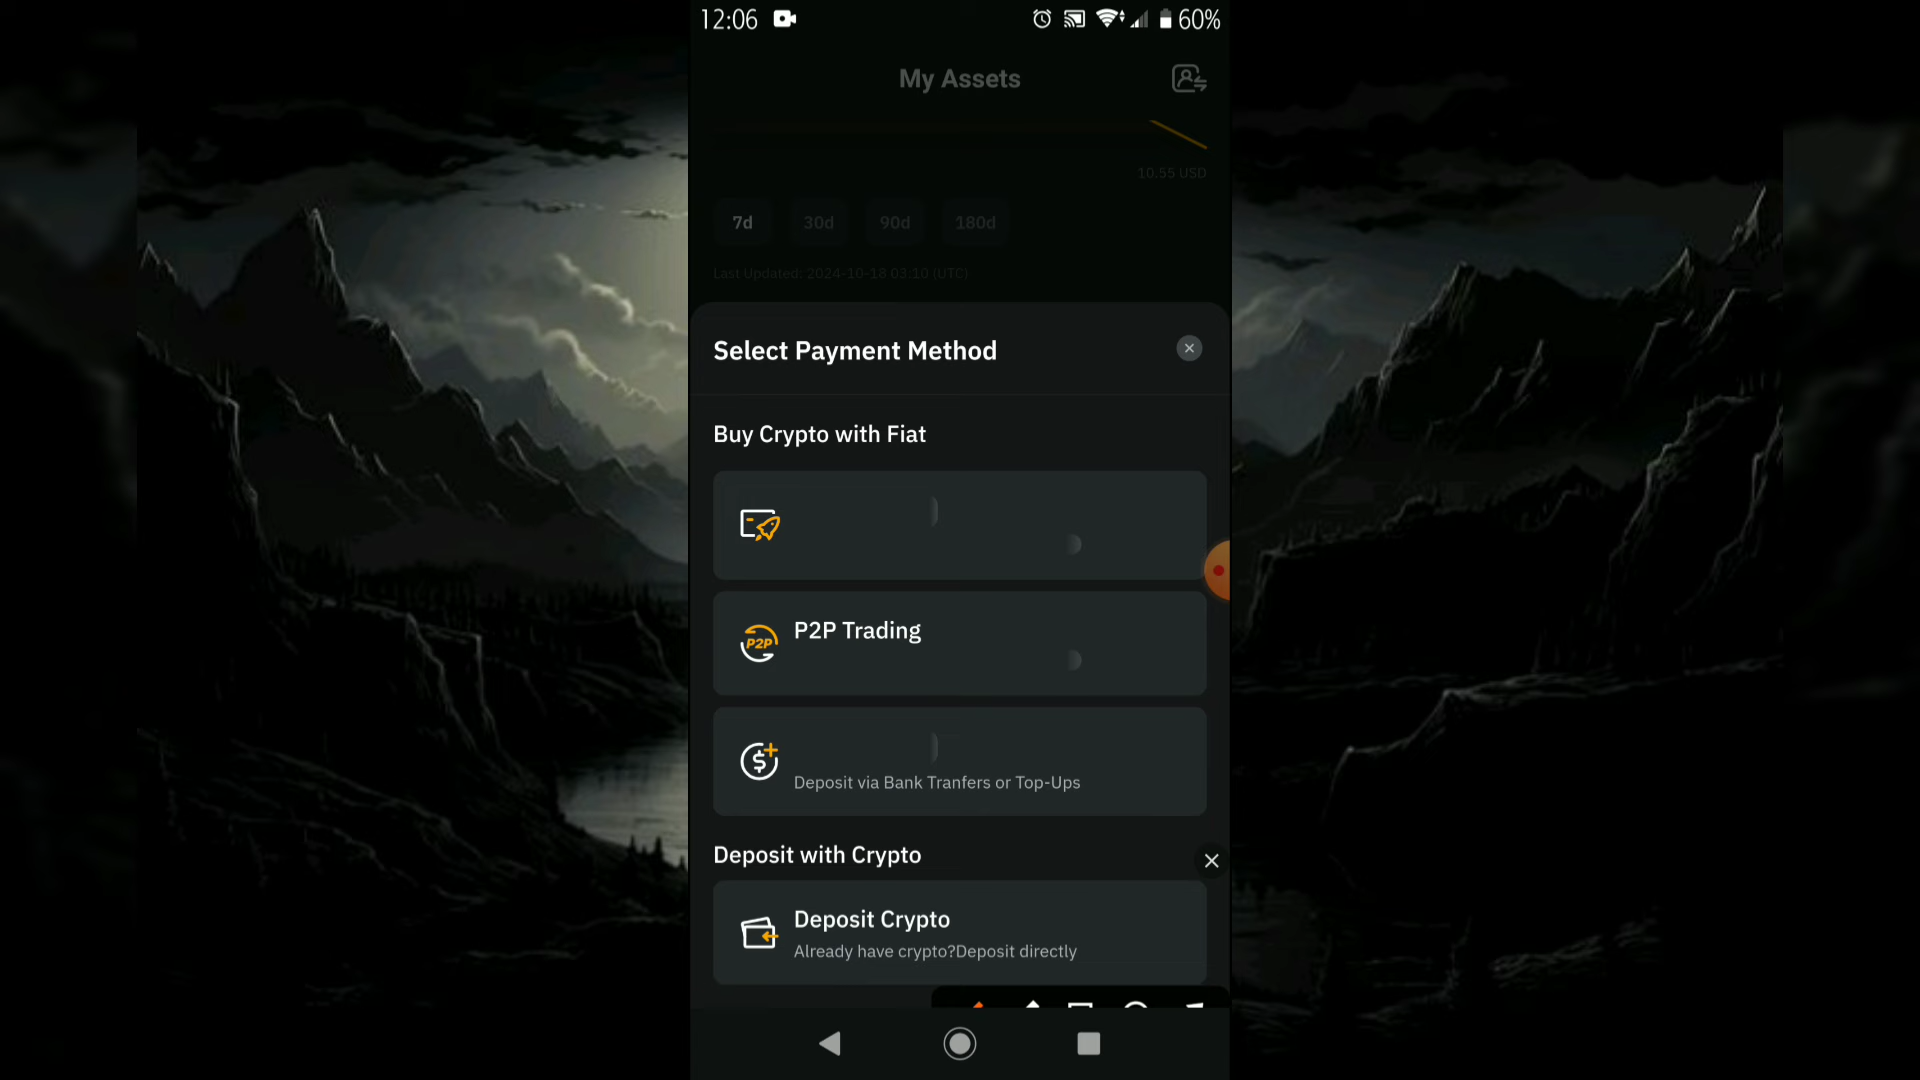 12:06
60%
My Assets
10.55 USD
7d 30d 90d 180d
Last Updated: 2024-10-18 03:10 (UTC)
Select Payment Method
Buy Crypto with Fiat
P2P
P2P Trading
Deposit via Bank Tranfers or Top-Ups
Deposit with Crypto
Deposit Crypto
Already have crypto?Deposit directly